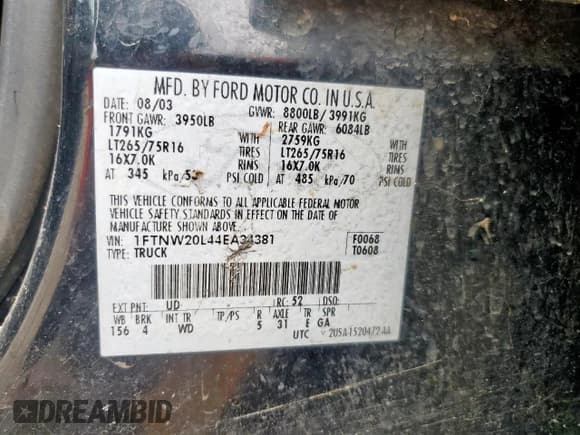 MFD. BY FORD MOTOR CO. IN U.S.A.
DATE: 08/03 GVWR: 8800LB/ 3991KG
FRONT GAWR: 3950LB REAR GAWR: 6084LB
1791KG WITH 2759KG WITH
LT265/75R16 TIRES LT265/75R16 TIRES
16X7.0K RIMS 16X7.0K RIMS
AT 345 kPa/ PSI COLD AT 485 kPa/70 PSI COLD
THIS VEHICLE CONFORMS TO ALL APPLICABLE FEDERAL MOTOR
VEHICLE SAFETY STANDARDS IN EFFECT ON THE DATE OF
MANUFACTURE SHOWN ABOVE.
VIN: 1FTNW20L44EA34381 F0068
TYPE: TRUCK T0608
EXT PNT: UD RC: 52 DSO:
WB BRK INT TR TP/PS R AXLE TR SPR
156 4 WD 5 31 E GA
UTC
DREAMBID